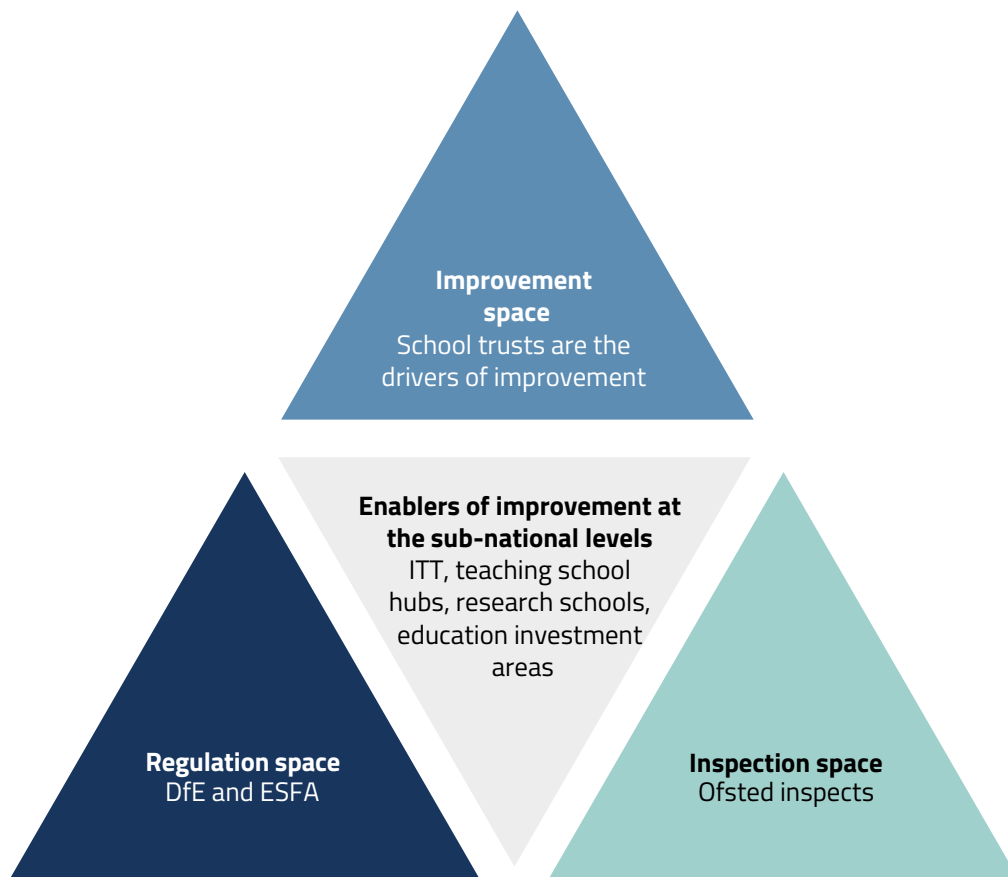 Improvement
space
School trusts are the
drivers of improvement
Enablers of improvement at
the sub-national levels
ITT, teaching school
hubs, research schools,
education investment
areas
Regulation space
DfE and ESFA
Inspection space
Ofsted inspects